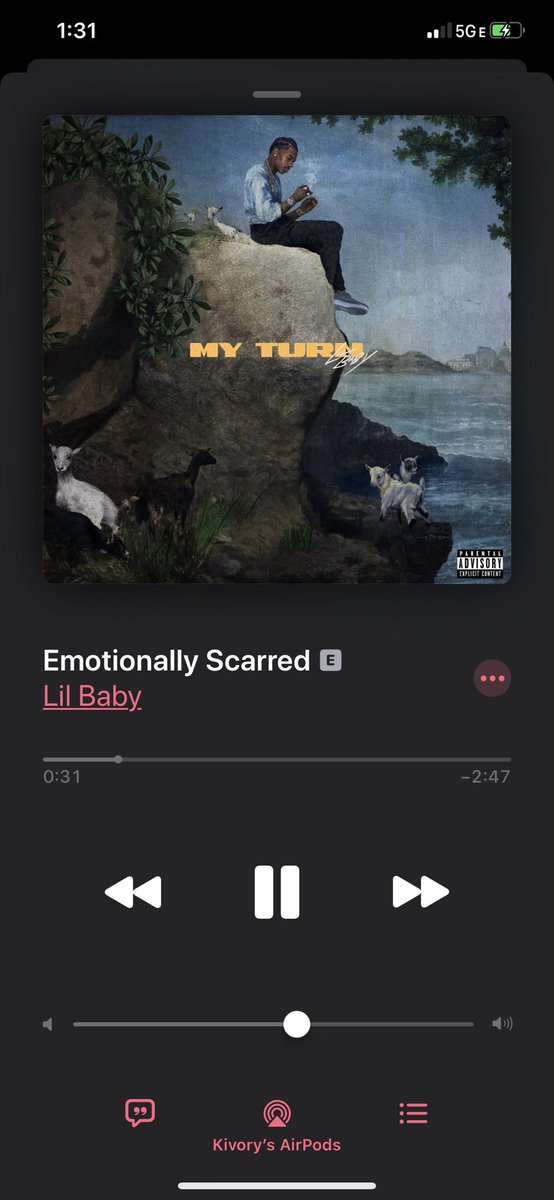 1:31
5GE
MY TURN
Lil Baby
PARENTAL
ADVISORY
EXPLICIT CONTENT
Emotionally Scarred E
Lil Baby
0:31
−2:47
Kivory's AirPods